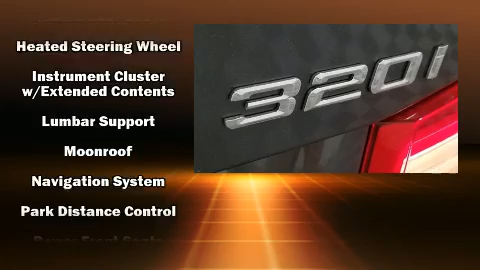 Heated Steering Wheel
Instrument Cluster
w/Extended Contents
Lumbar Support
Moonroof
Navigation System
Park Distance Control
320i